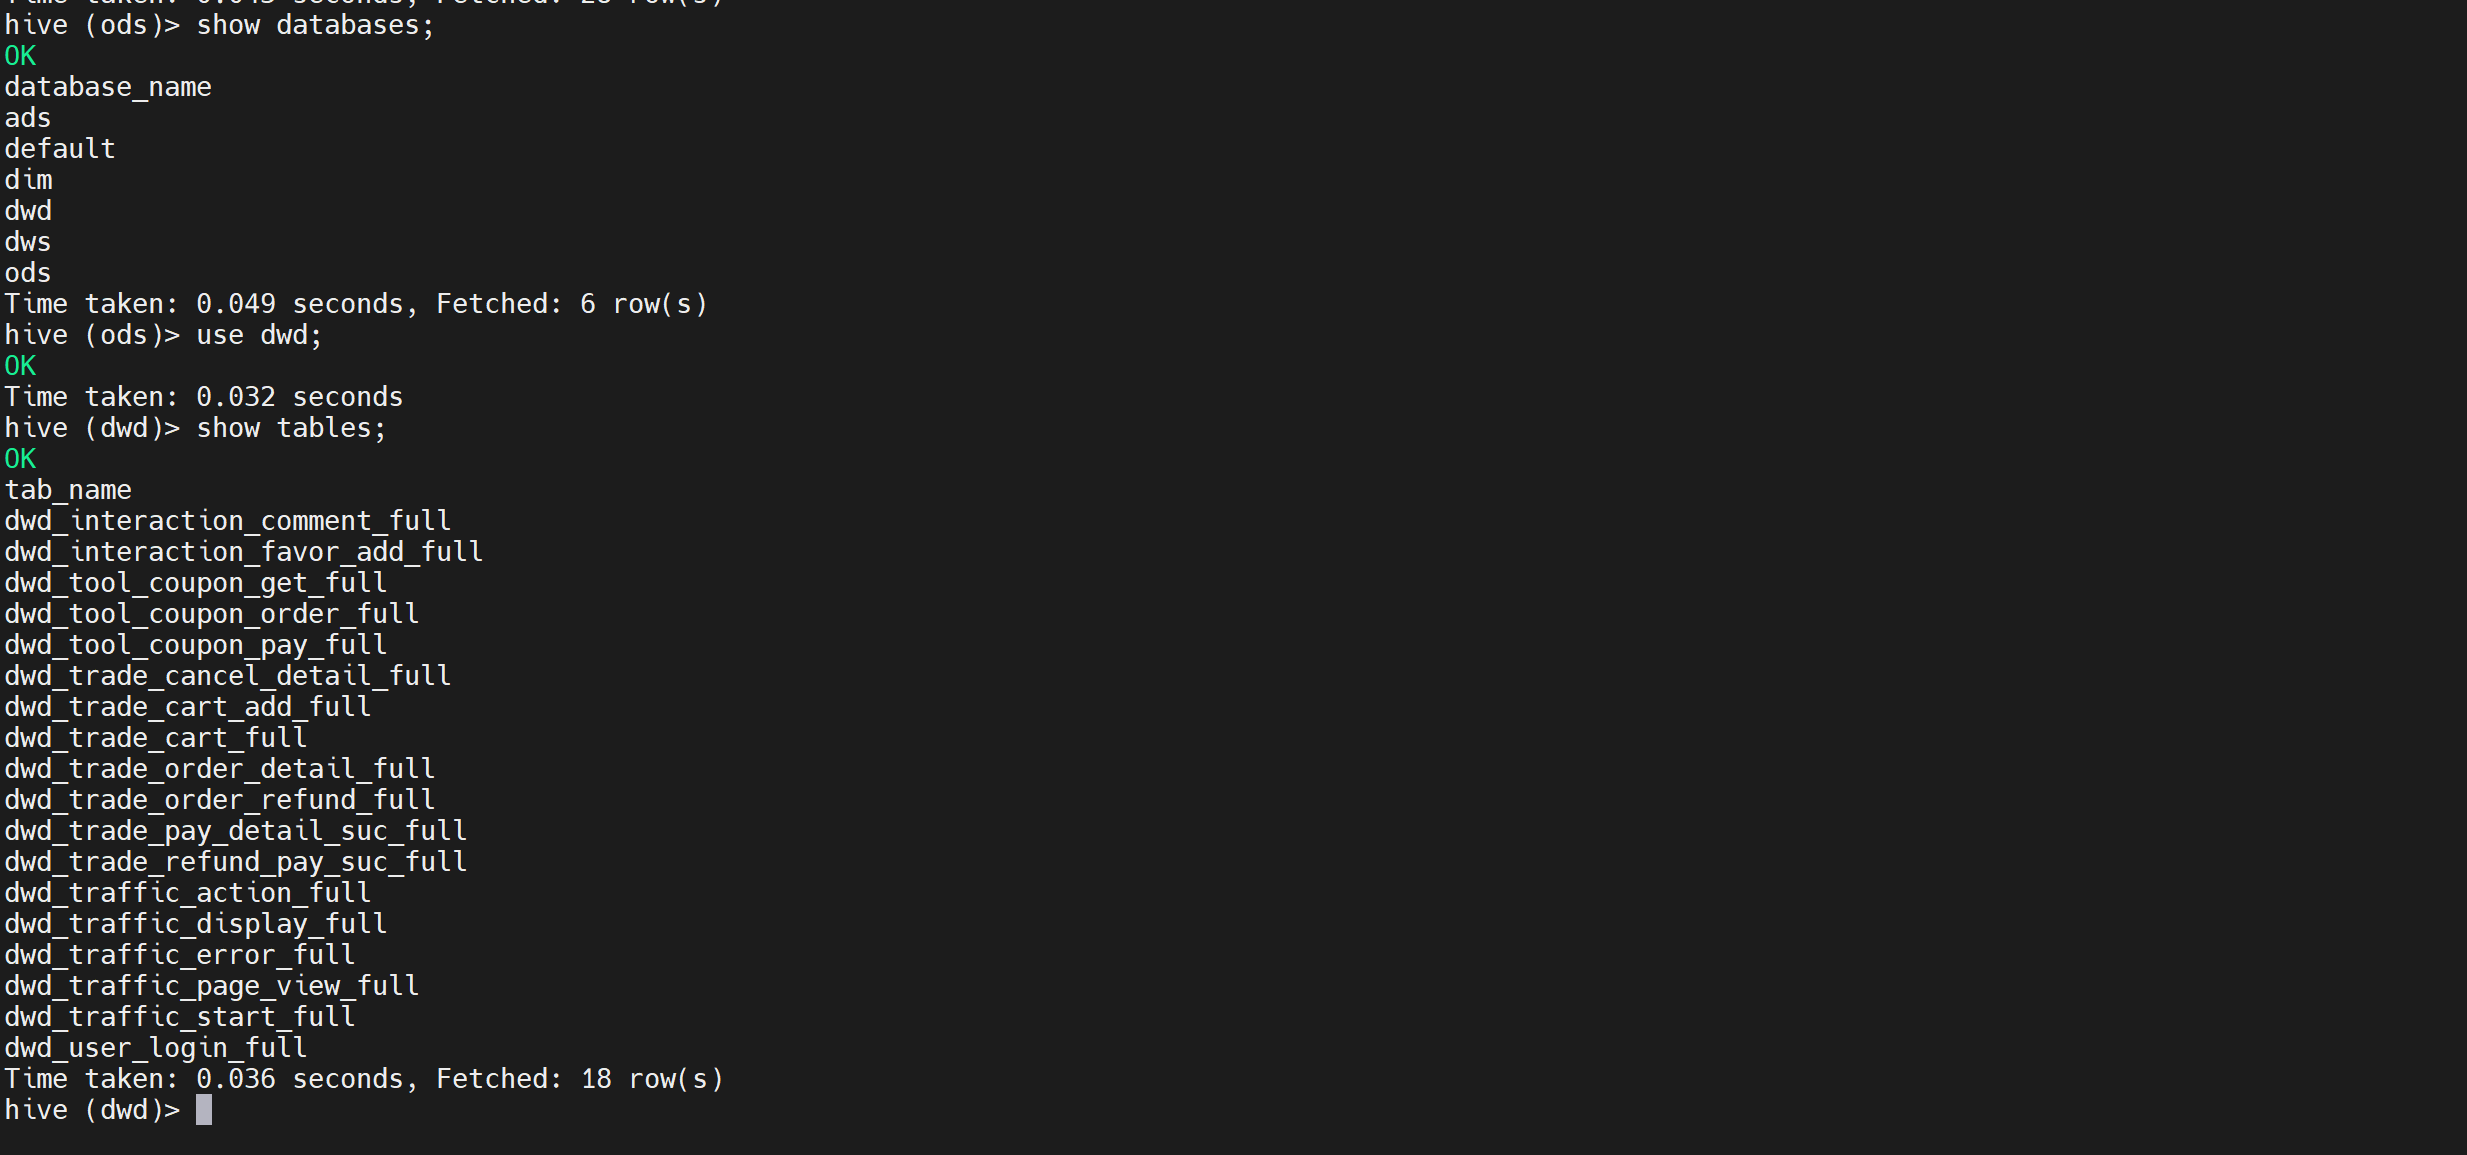 hive (ods)> show databases;
OK
database_name
ads
default
dim
dwd
dws
ods
Time taken: 0.049 seconds, Fetched: 6 row(s)
hive (ods)> use dwd;
OK
Time taken: 0.032 seconds
hive (dwd)> show tables;
OK
tab_name
dwd_interaction_comment_full
dwd_interaction_favor_add_full
dwd_tool_coupon_get_full
dwd_tool_coupon_order_full
dwd_tool_coupon_pay_full
dwd_trade_cancel_detail_full
dwd_trade_cart_add_full
dwd_trade_cart_full
dwd_trade_order_detail_full
dwd_trade_order_refund_full
dwd_trade_pay_detail_suc_full
dwd_trade_refund_pay_suc_full
dwd_traffic_action_full
dwd_traffic_display_full
dwd_traffic_error_full
dwd_traffic_page_view_full
dwd_traffic_start_full
dwd_user_login_full
Time taken: 0.036 seconds, Fetched: 18 row(s)
hive (dwd)>